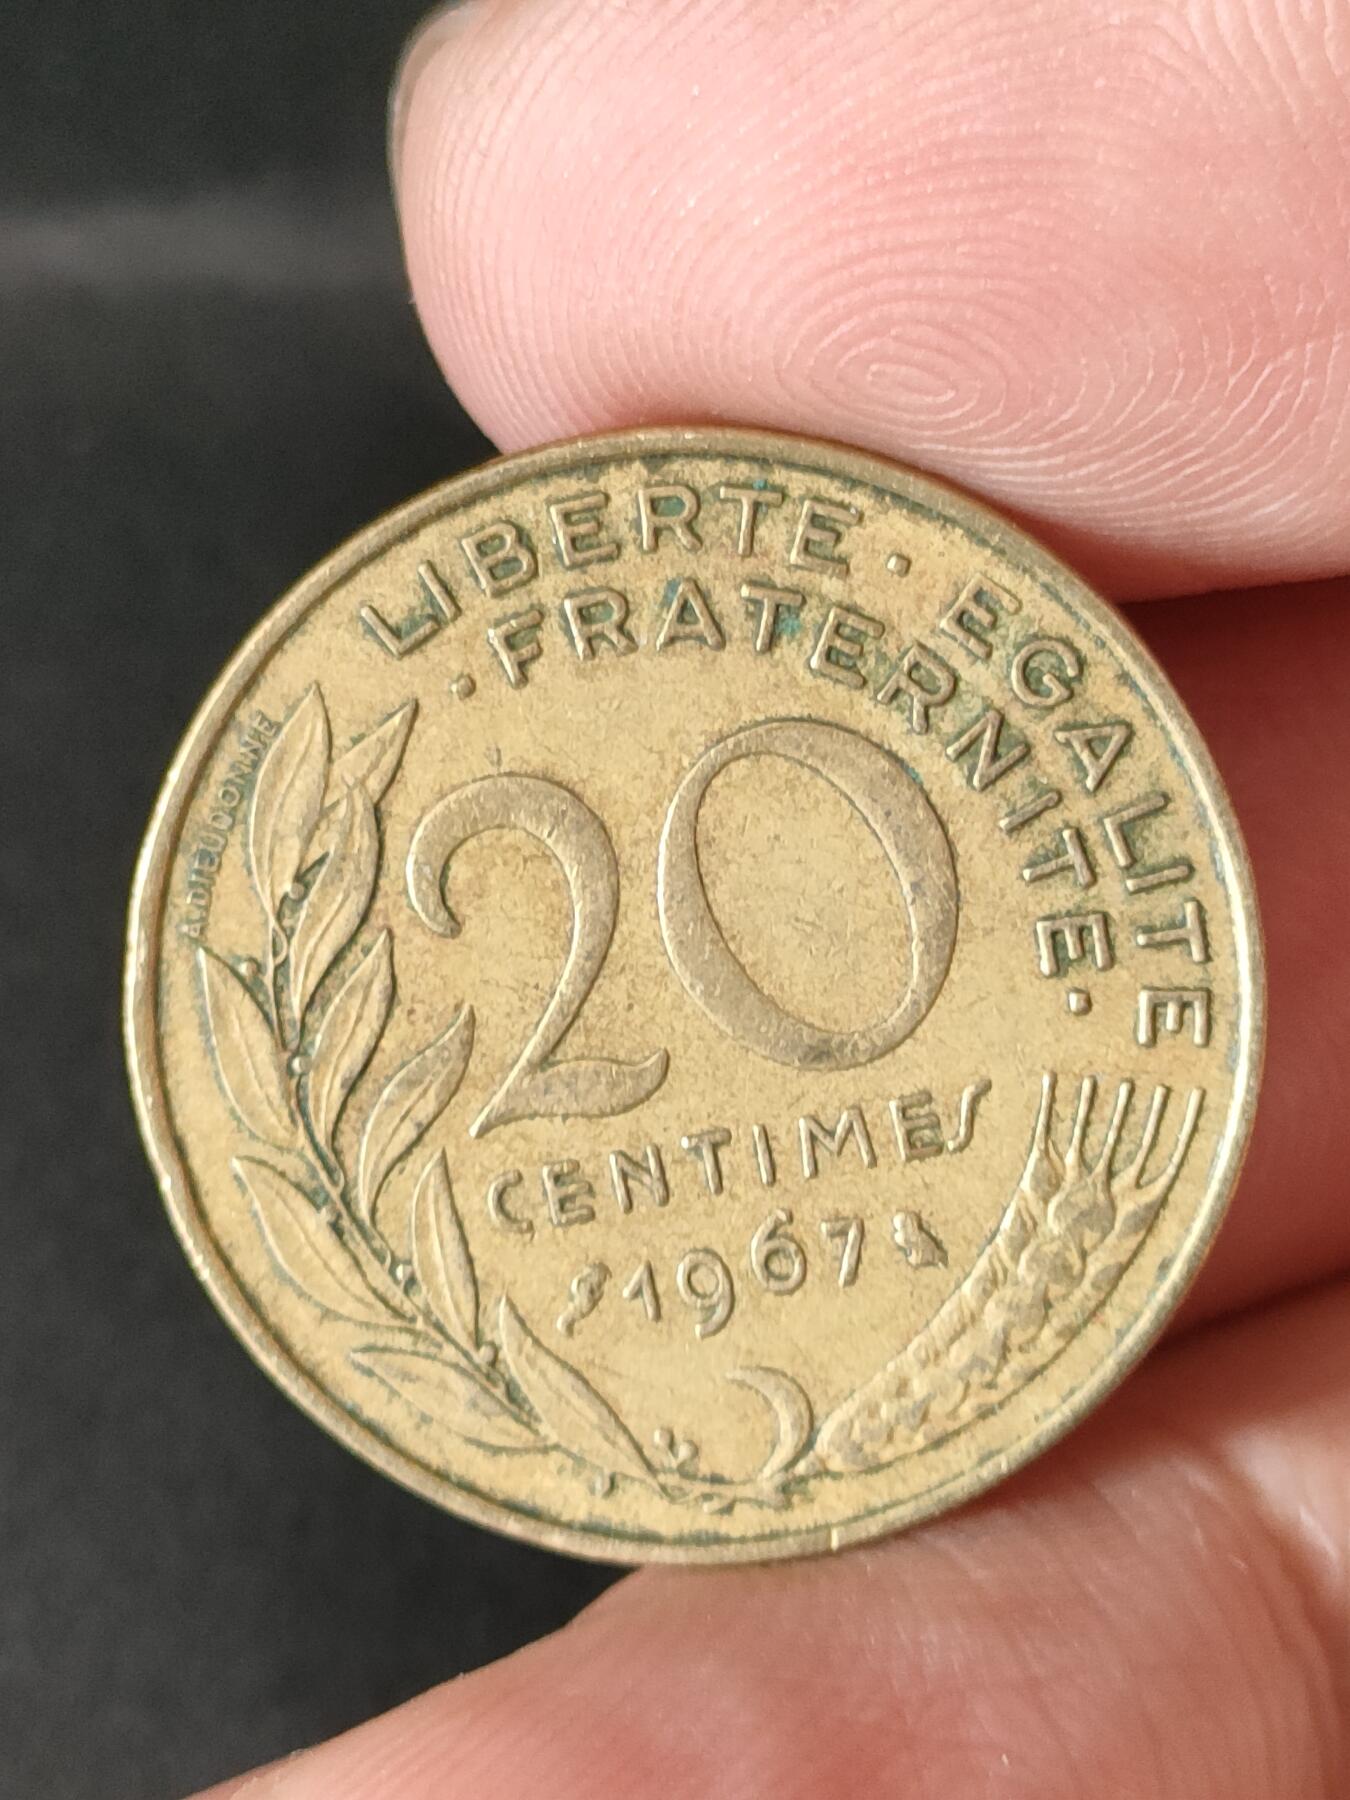 LIBERTE · EGALITE
· FRATERNITE ·
A.DIEUDONNE
20
CENTIMES
1967